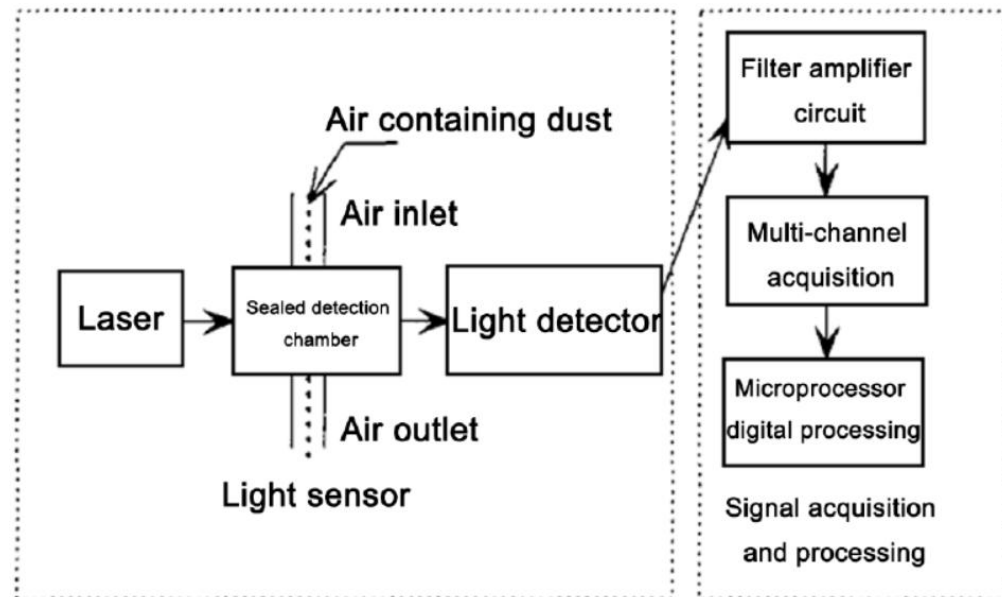 Air containing dust
Air inlet
Laser
Sealed detection
chamber
Light detector
Air outlet
Light sensor
Filter amplifier
circuit
Multi-channel
acquisition
Microprocessor
digital processing
Signal acquisition
and processing